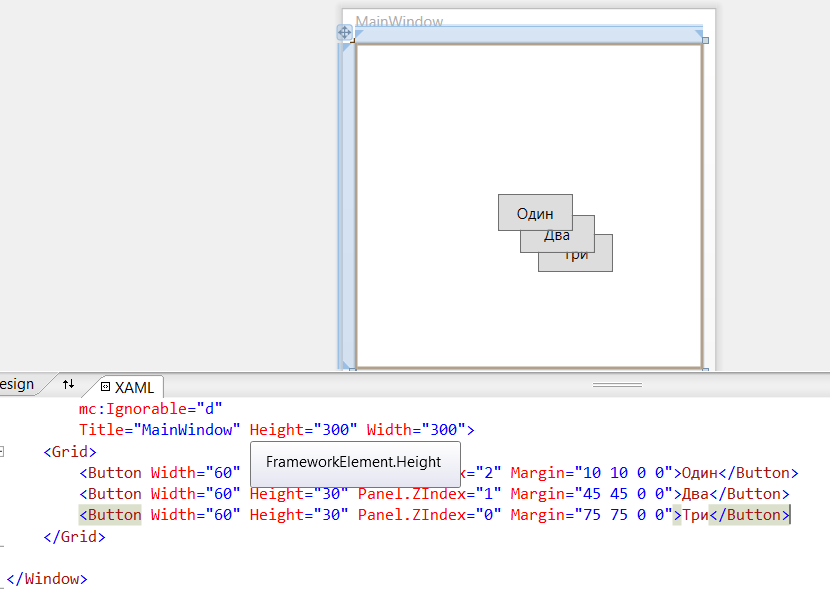 MainWindow
Один
Два
Три
esign
XAML
mc:Ignorable="d"
Title="MainWindow" Height="300" Width="300">
<Grid>
FrameworkElement.Height
<Button Width="60" x="2" Margin="10 10 0 0">Один</Button>
<Button Width="60" Height="30" Panel.ZIndex="1" Margin="45 45 0 0">Два</Button>
<Button Width="60" Height="30" Panel.ZIndex="0" Margin="75 75 0 0">Три</Button>
</Grid>
</Window>